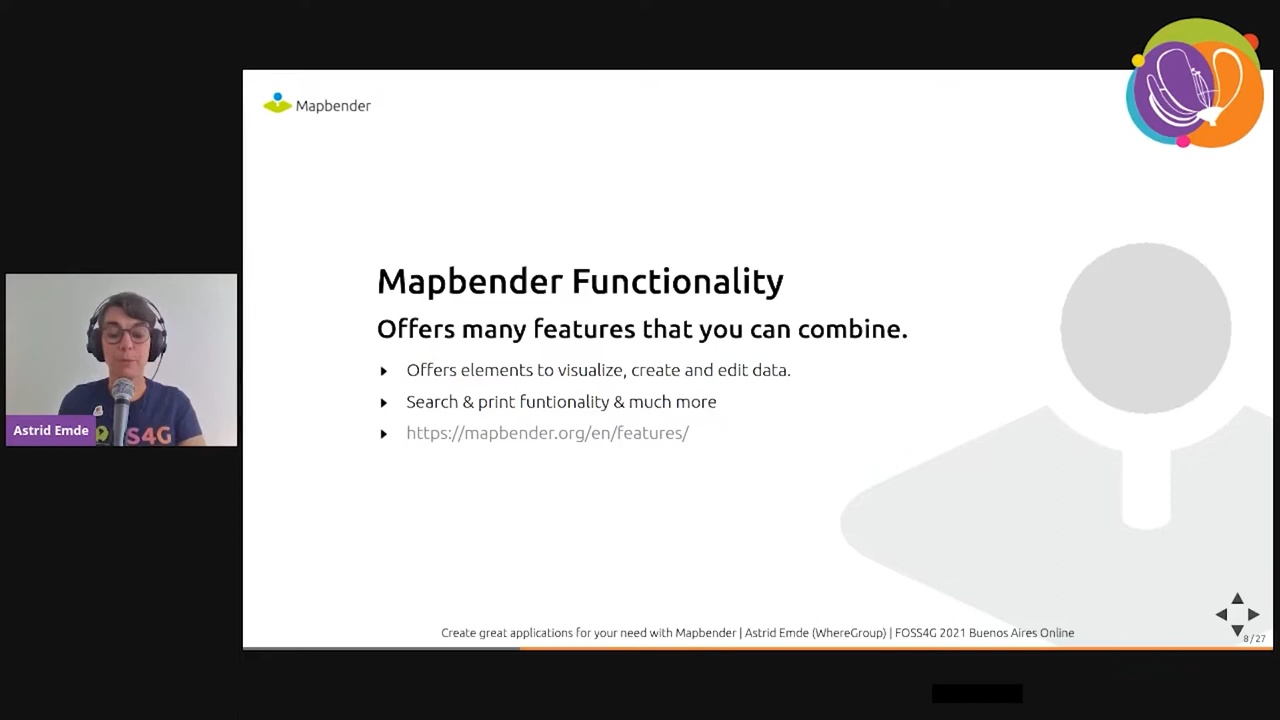 Mapbender
Mapbender Functionality
Offers many features that you can combine.
Offers elements to visualize, create and edit data.
Search & print funtionality & much more
https://mapbender.org/en/features/
Astrid Emde
SS4G
Create great applications for your need with Mapbender | Astrid Emde (WhereGroup) | FOSS4G 2021 Buenos Aires Online
8/27